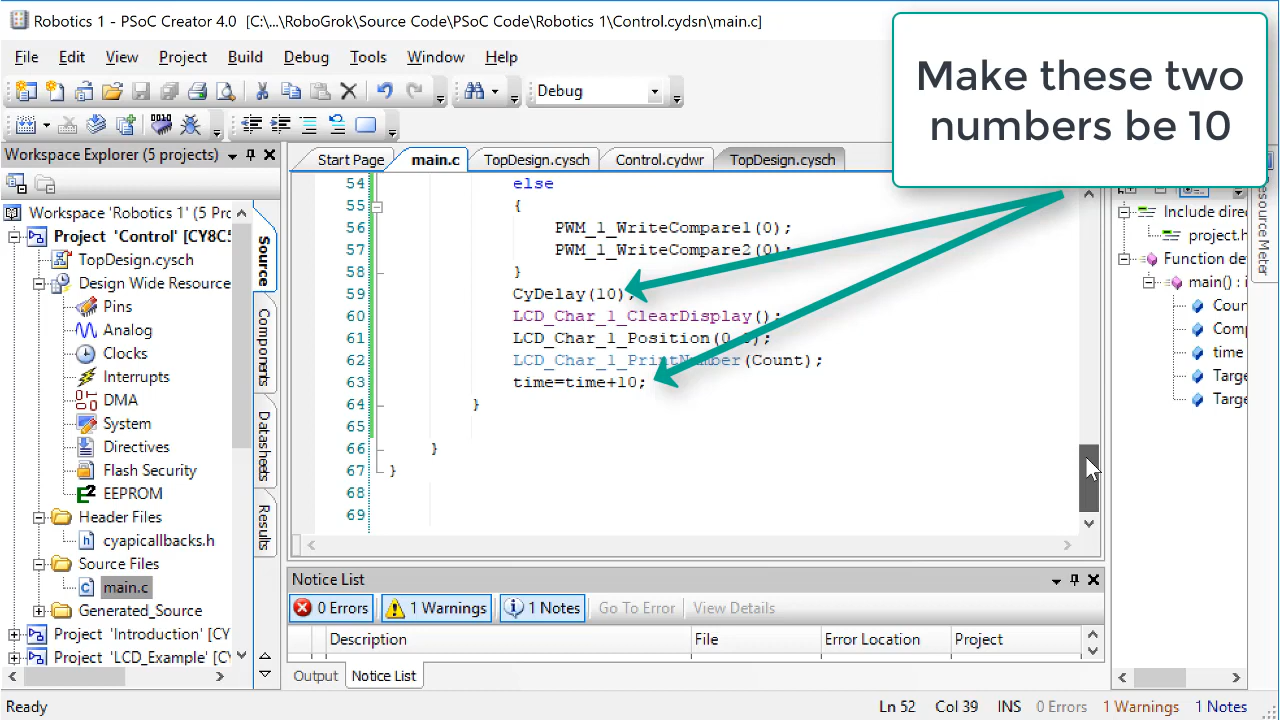 Robotics 1 - PSoC Creator 4.0 [C:\...\RoboGrok\Source Code\PSoC Code\Robotics 1\Control.cydsn\main.c]
Make these two
numbers be 10
File Edit View Project Build Debug Tools Window Help
Debug
Workspace Explorer (5 projects)
Start Page main.c TopDesign.cysch Control.cydwr TopDesign.cysch
Workspace 'Robotics 1' (5 Prc
Project 'Control' [CY8C5
TopDesign.cysch
Design Wide Resource
Pins
Analog
Clocks
Interrupts
DMA
System
Directives
Flash Security
EEPROM
Header Files
cyapicallbacks.h
Source Files
main.c
Generated_Source
Project 'Introduction' [CY
Project 'LCD_Example' [C
Source
Components
Datasheets
Results
54 else
55 {
56 PWM_1_WriteCompare1(0);
57 PWM_1_WriteCompare2(0);
58 }
59 CyDelay(10);
60 LCD_Char_1_ClearDisplay();
61 LCD_Char_1_Position(0,0);
62 LCD_Char_1_PrintNumber(Count);
63 time=time+10;
64 }
65
66 }
67 }
68
69
Include direc
project.h
Function de
main() : i
Coun
Comp
time
Targe
Targe
Resource Meter
Notice List
0 Errors 1 Warnings 1 Notes Go To Error View Details
Description File Error Location Project
Output Notice List
Ready Ln 52 Col 39 INS 0 Errors 1 Warnings 1 Notes